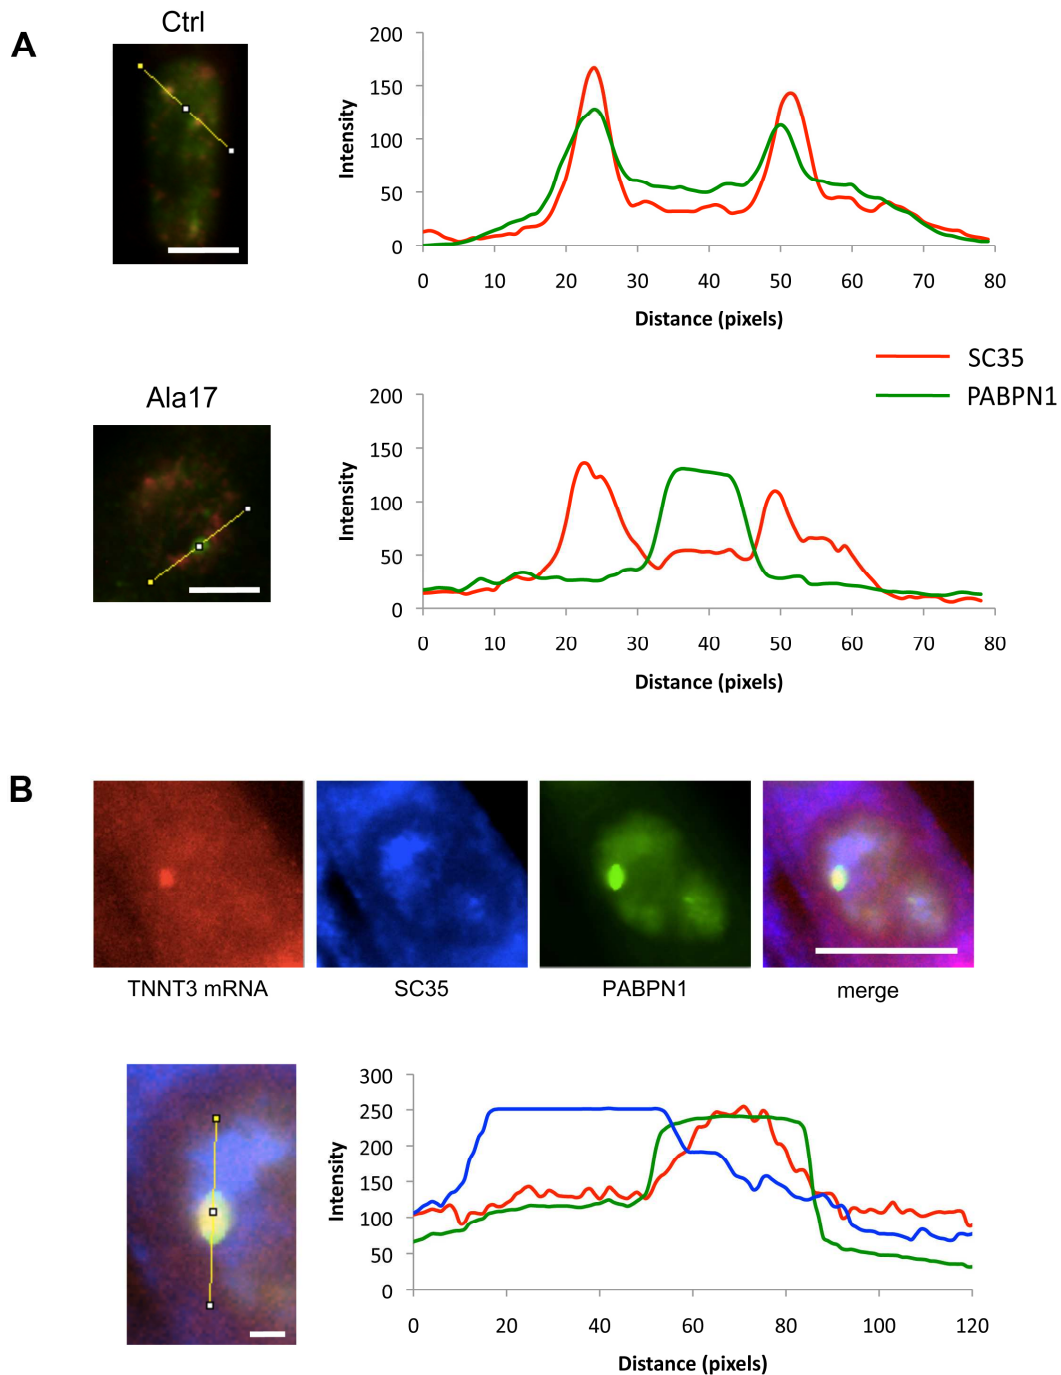 A
Ctrl
200
150
100
50
0
Intensity
0 10 20 30 40 50 60 70 80
Distance (pixels)
SC35
PABPN1
Ala17
200
150
100
50
0
Intensity
0 10 20 30 40 50 60 70 80
Distance (pixels)
B
TNNT3 mRNA SC35 PABPN1 merge
300
250
200
150
100
50
0
Intensity
0 20 40 60 80 100 120
Distance (pixels)